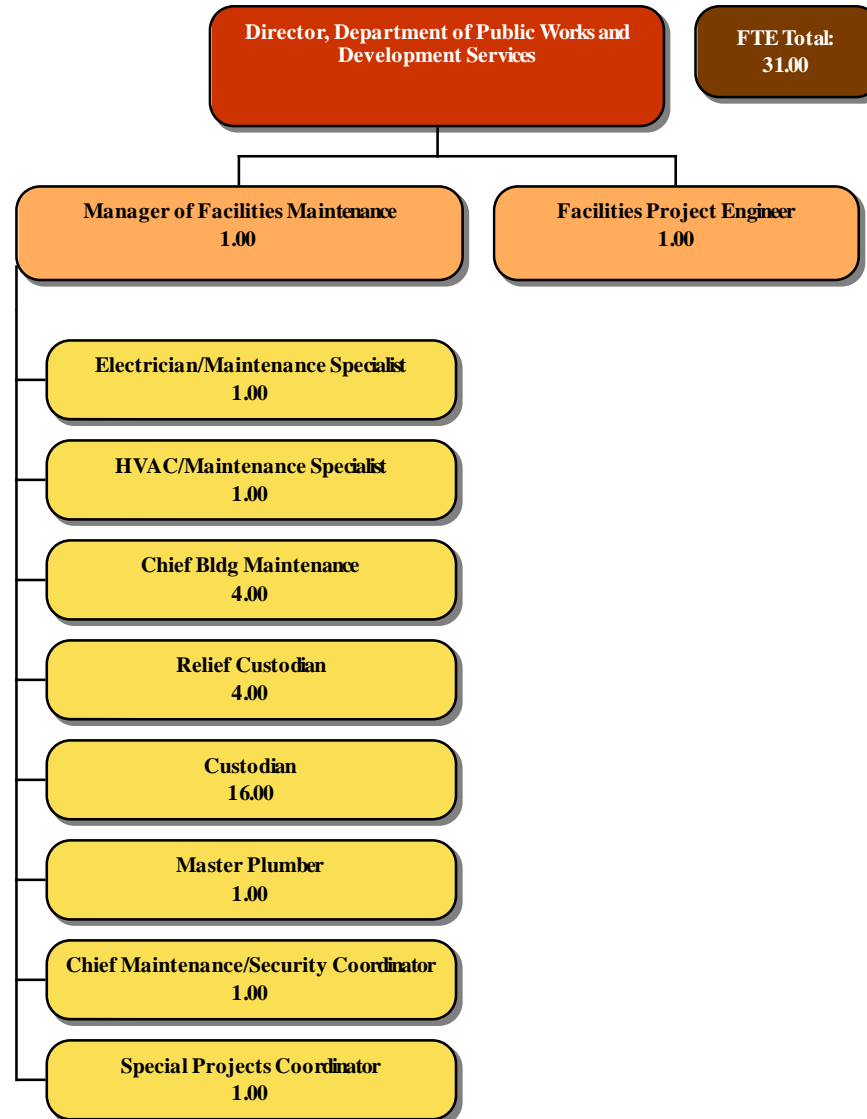 Director, Department of Public Works and
Development Services
FTE Total:
31.00
Manager of Facilities Maintenance
1.00
Facilities Project Engineer
1.00
Electrician/Maintenance Specialist
1.00
HVAC/Maintenance Specialist
1.00
Chief Bldg Maintenance
4.00
Relief Custodian
4.00
Custodian
16.00
Master Plumber
1.00
Chief Maintenance/Security Coordinator
1.00
Special Projects Coordinator
1.00